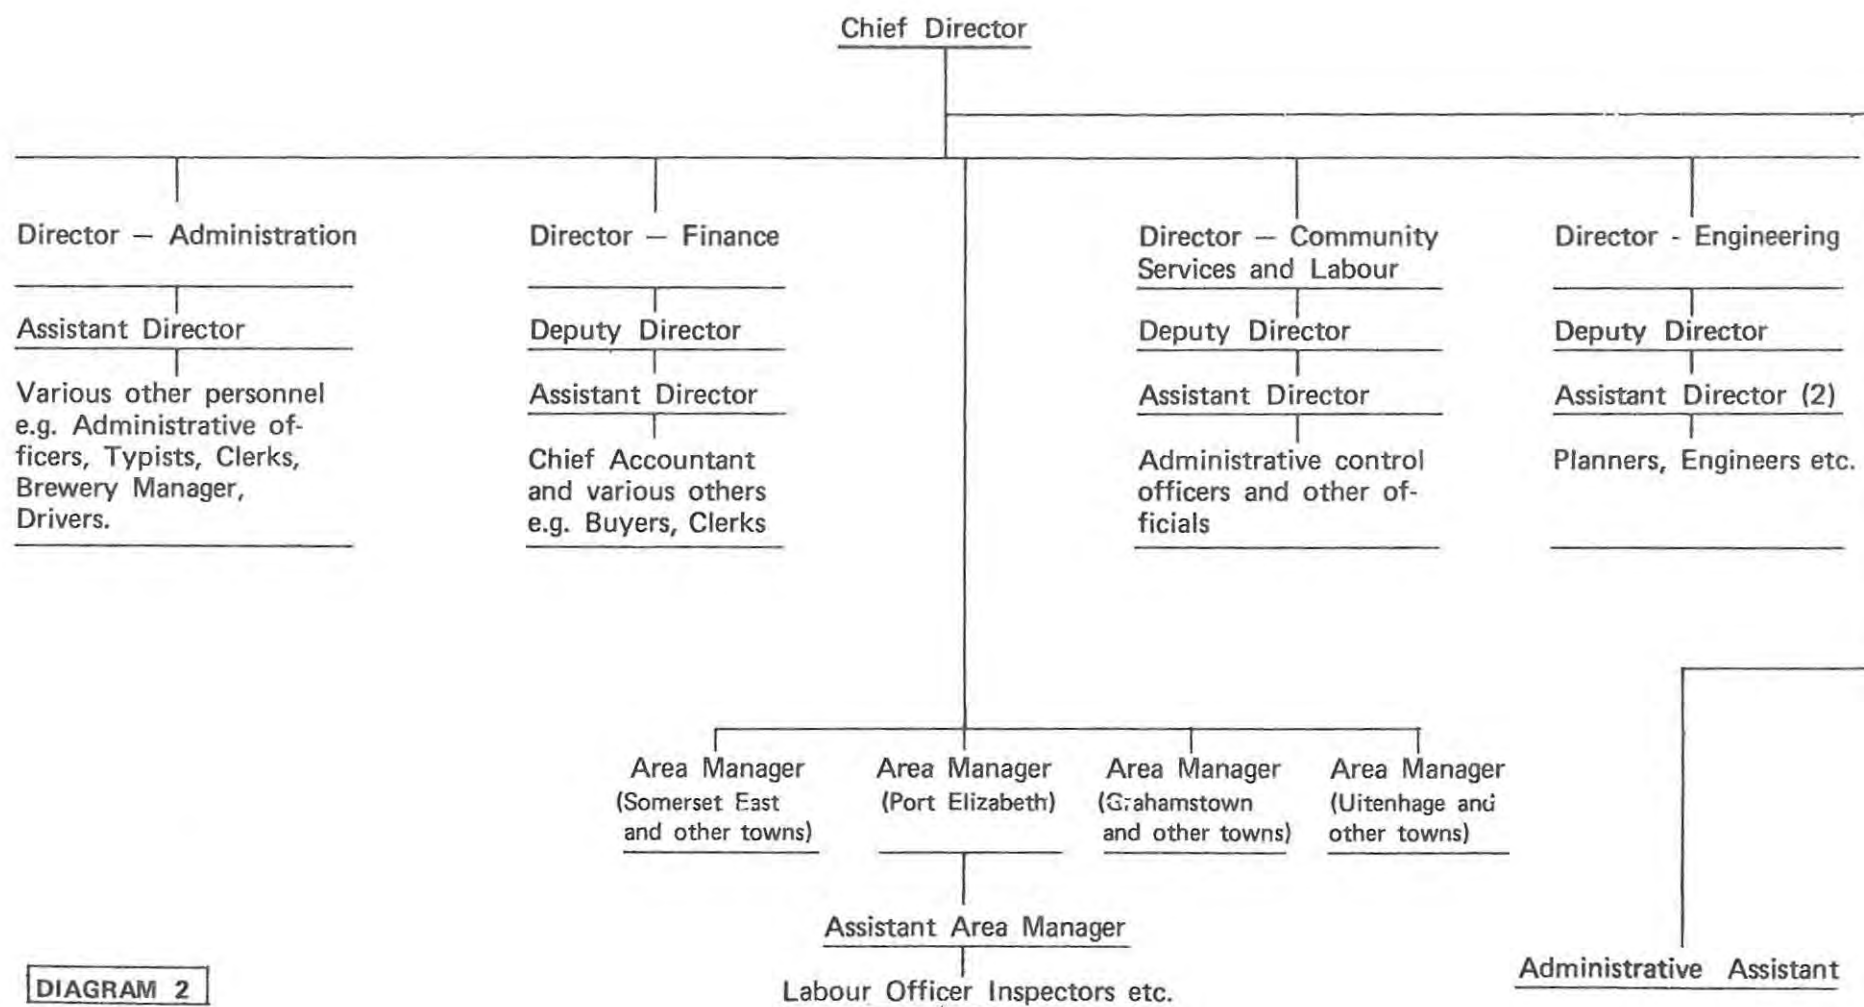 Chief Director
Director — Administration
Assistant Director
Various other personnel
e.g. Administrative of-
ficers, Typists, Clerks,
Brewery Manager,
Drivers.
Director — Finance
Deputy Director
Assistant Director
Chief Accountant
and various others
e.g. Buyers, Clerks
Director — Community
Services and Labour
Deputy Director
Assistant Director
Administrative control
officers and other of-
ficials
Director - Engineering
Deputy Director
Assistant Director (2)
Planners, Engineers etc.
Area Manager
(Somerset East
and other towns)
Area Manager
(Port Elizabeth)
Area Manager
(Grahamstown
and other towns)
Area Manager
(Uitenhage and
other towns)
Assistant Area Manager
Labour Officer Inspectors etc.
Administrative Assistant
DIAGRAM 2